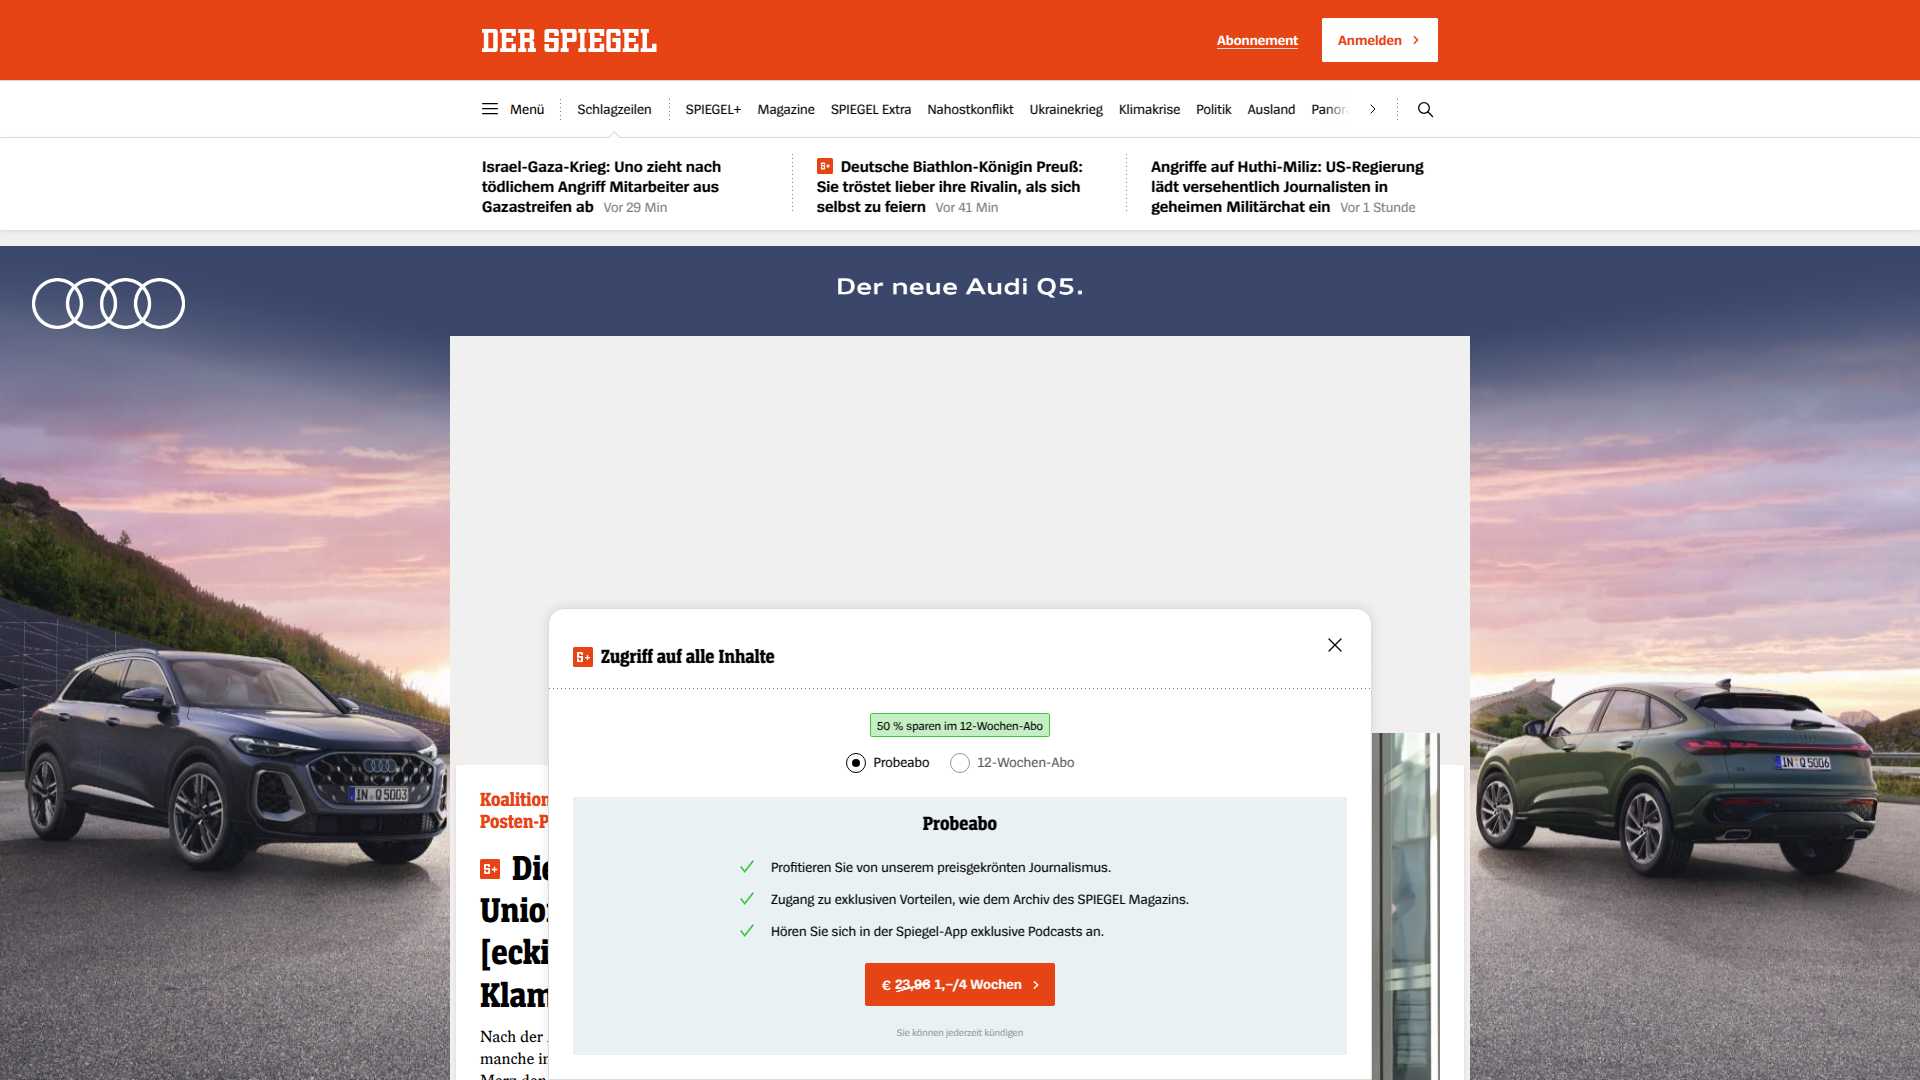 DER SPIEGEL
Abonnement
Anmelden
Menü
Schlagzeilen
SPIEGEL+
Magazine
SPIEGEL Extra
Nahostkonflikt
Ukrainekrieg
Klimakrise
Politik
Ausland
Panor
Israel-Gaza-Krieg: Uno zieht nach
tödlichem Angriff Mitarbeiter aus
Gazastreifen ab Vor 29 Min
Deutsche Biathlon-Königin Preuß:
Sie tröstet lieber ihre Rivalin, als sich
selbst zu feiern Vor 41 Min
Angriffe auf Huthi-Miliz: US-Regierung
lädt versehentlich Journalisten in
geheimen Militärchat ein Vor 1 Stunde
Der neue Audi Q5.
Zugriff auf alle Inhalte
50 % sparen im 12-Wochen-Abo
Probeabo
12-Wochen-Abo
Probeabo
Profitieren Sie von unserem preisgekrönten Journalismus.
Zugang zu exklusiven Vorteilen, wie dem Archiv des SPIEGEL Magazins.
Hören Sie sich in der Spiegel-App exklusive Podcasts an.
€ 23,96 1,–/4 Wochen
Sie können jederzeit kündigen
Koalition
Posten-P
Die
Union
[ecki
Klam
Nach der
manche in
Merz den
IN Q 5003
IN Q 5006